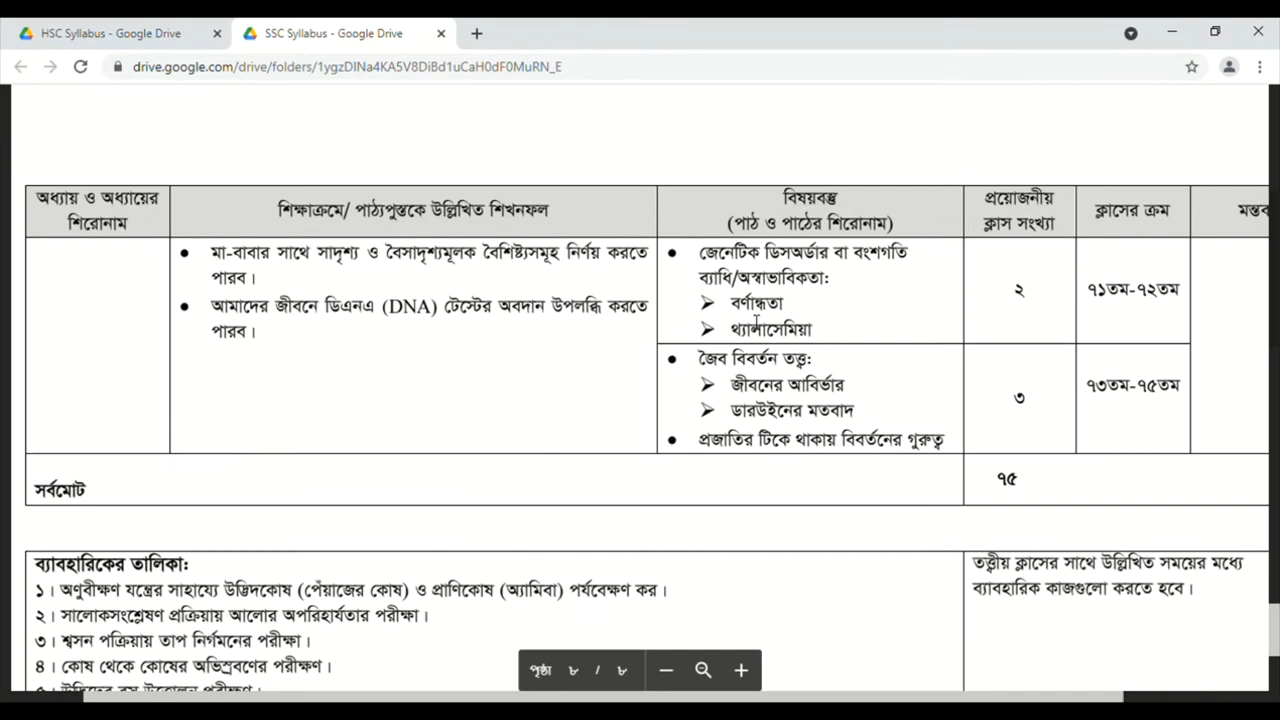 HSC Syllabus - Google Drive
SSC Syllabus - Google Drive
drive.google.com/drive/folders/1ygzDINa4KA5V8DiBd1uCaH0dF0MuRN_E
অধ্যায় ও অধ্যায়ের
শিরোনাম
শিক্ষাক্রমে/ পাঠ্যপুস্তকে উল্লিখিত শিখনফল
বিষয়বস্তু
(পাঠ ও পাঠের শিরোনাম)
প্রয়োজনীয়
ক্লাস সংখ্যা
ক্লাসের ক্রম
• মা-বাবার সাথে সাদৃশ্য ও বৈসাদৃশ্যমূলক বৈশিষ্ট্যসমূহ নির্ণয় করতে
পারব।
• আমাদের জীবনে ডিএনএ (DNA) টেস্টের অবদান উপলব্ধি করতে
পারব।
• জেনেটিক ডিসঅর্ডার বা বংশগতি
ব্যাধি/অস্বাভাবিকতা:
➢ বর্ণান্ধতা
➢ থ্যালাসেমিয়া
২
৭১তম-৭২তম
• জৈব বিবর্তন তত্ত্ব:
➢ জীবনের আবির্ভার
➢ ডারউইনের মতবাদ
• প্রজাতির টিকে থাকায় বিবর্তনের গুরুত্ব
৩
৭৩তম-৭৫তম
সর্বমোট
৭৫
ব্যাবহারিকের তালিকা:
১। অণুবীক্ষণ যন্ত্রের সাহায্যে উদ্ভিদকোষ (পেঁয়াজের কোষ) ও প্রাণিকোষ (অ্যামিবা) পর্যবেক্ষণ কর।
২। সালোকসংশ্লেষণ প্রক্রিয়ায় আলোর অপরিহার্যতার পরীক্ষা।
৩। শ্বসন পক্রিয়ায় তাপ নির্গমনের পরীক্ষা।
৪। কোষ থেকে কোষের অভিস্রবণের পরীক্ষণ।
তত্ত্বীয় ক্লাসের সাথে উল্লিখিত সময়ের মধ্যে
ব্যাবহারিক কাজগুলো করতে হবে।
পৃষ্ঠা ৮ / ৮